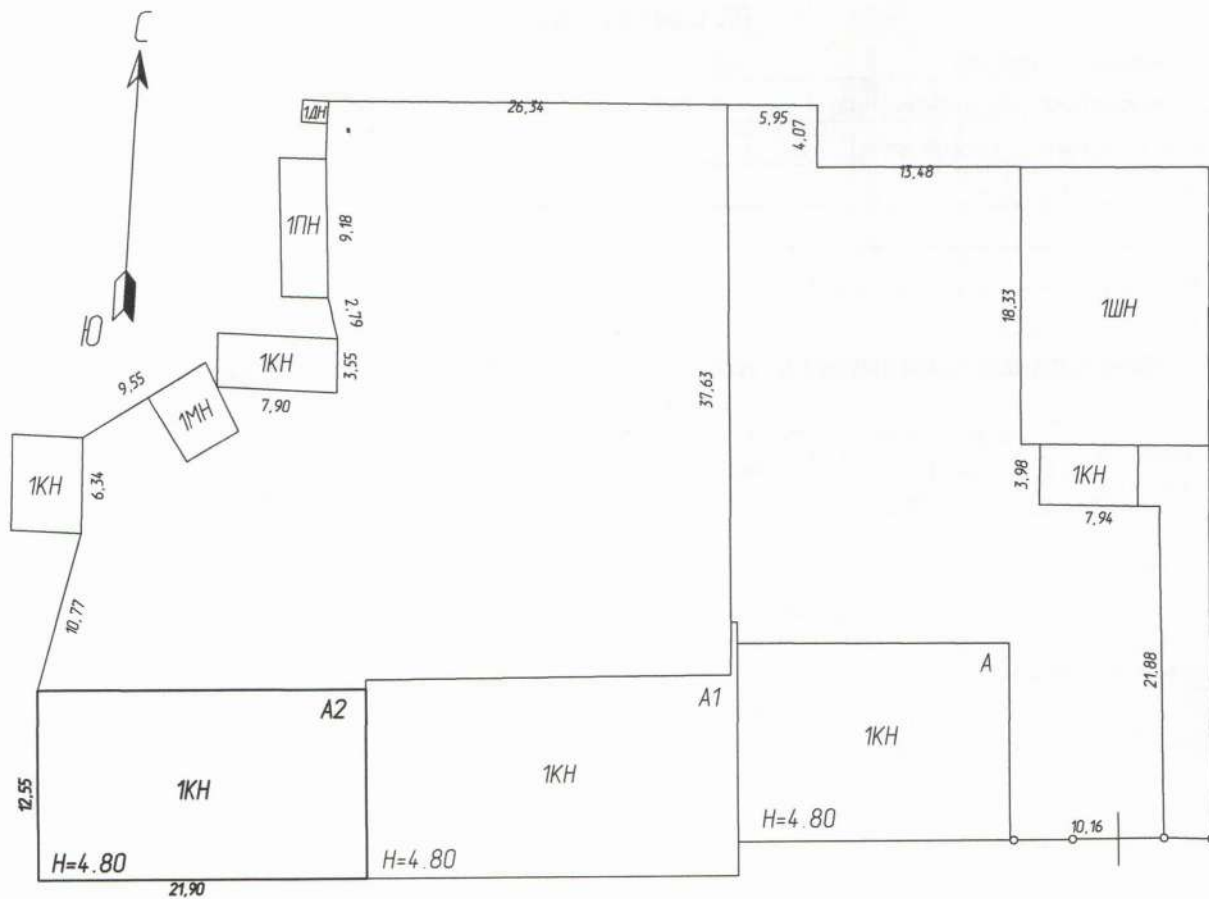 С
Ю
1ДН
26,34
5,95
4,07
13,48
1ПН
9,18
2,79
18,33
1ШН
1КН
3,55
7,90
9,55
1МН
37,63
1КН
6,34
3,98
1КН
7,94
10,77
21,88
А2
1КН
12,55
Н=4.80
21,90
А1
1КН
Н=4.80
А
1КН
Н=4.80
10,16